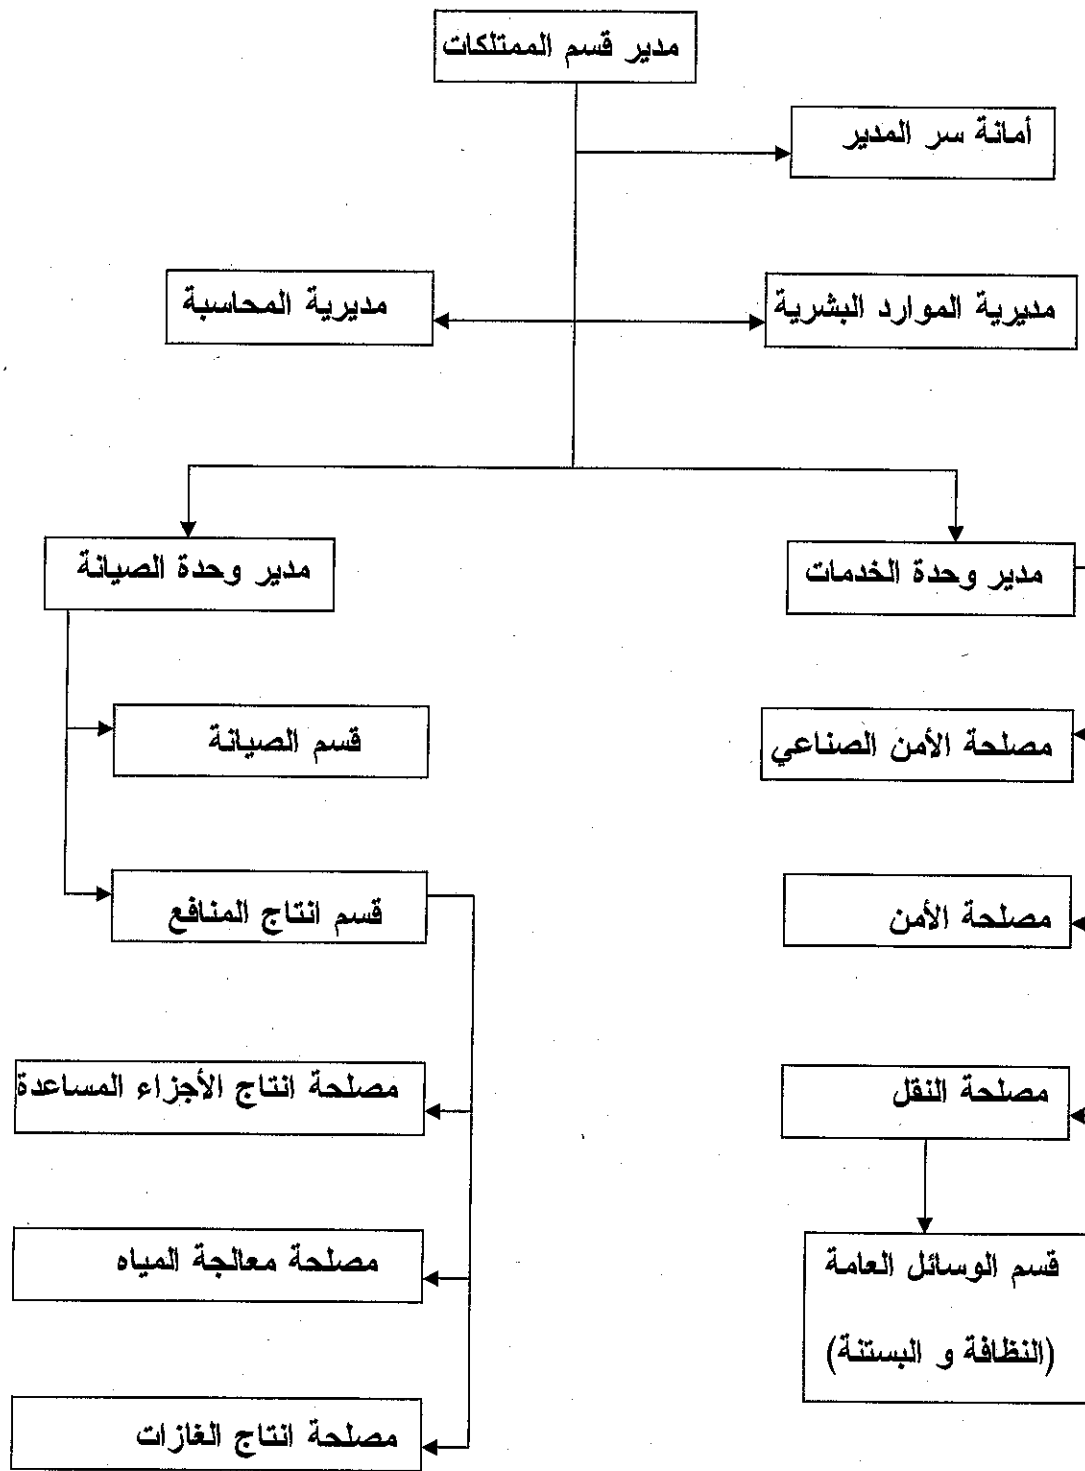 مدير قسم الممتلكات
أمانة سر المدير
مديرية الموارد البشرية
مديرية المحاسبة
مدير وحدة الخدمات
مدير وحدة الصيانة
مصلحة الأمن الصناعي
قسم الصيانة
مصلحة الأمن
قسم انتاج المنافع
مصلحة النقل
مصلحة انتاج الأجزاء المساعدة
قسم الوسائل العامة
(النظافة و البستنة)
مصلحة معالجة المياه
مصلحة انتاج الغازات